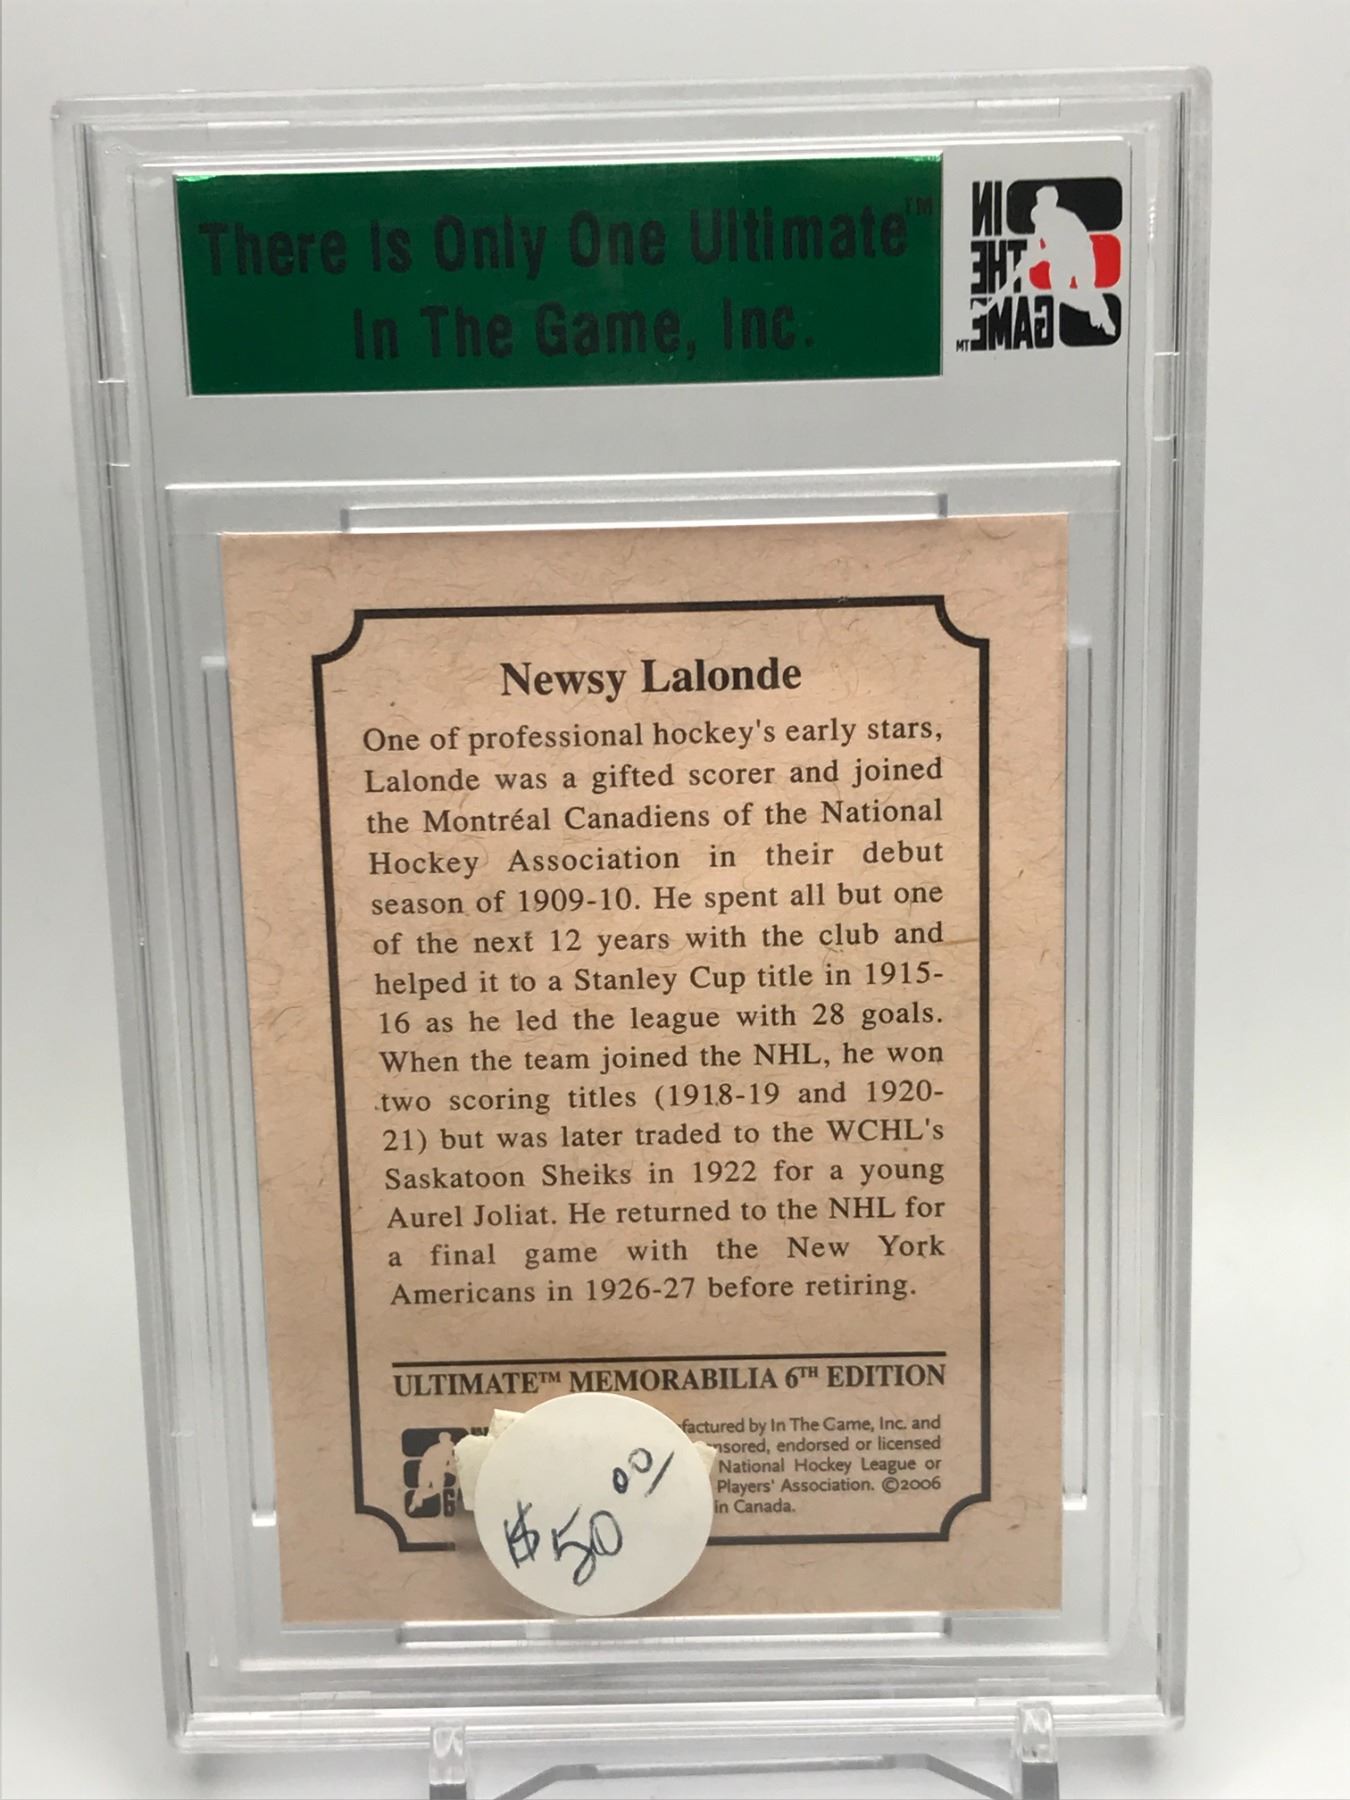 There Is Only One Ultimate™
In The Game, Inc.
IN
THE
GAME
TM
Newsy Lalonde
One of professional hockey's early stars,
Lalonde was a gifted scorer and joined
the Montréal Canadiens of the National
Hockey Association in their debut
season of 1909-10. He spent all but one
of the next 12 years with the club and
helped it to a Stanley Cup title in 1915-
16 as he led the league with 28 goals.
When the team joined the NHL, he won
two scoring titles (1918-19 and 1920-
21) but was later traded to the WCHL's
Saskatoon Sheiks in 1922 for a young
Aurel Joliat. He returned to the NHL for
a final game with the New York
Americans in 1926-27 before retiring.
ULTIMATE™ MEMORABILIA 6TH EDITION
factured by In The Game, Inc. and
nsored, endorsed or licensed
National Hockey League or
Players' Association. ©2006
in Canada.
$50 00/